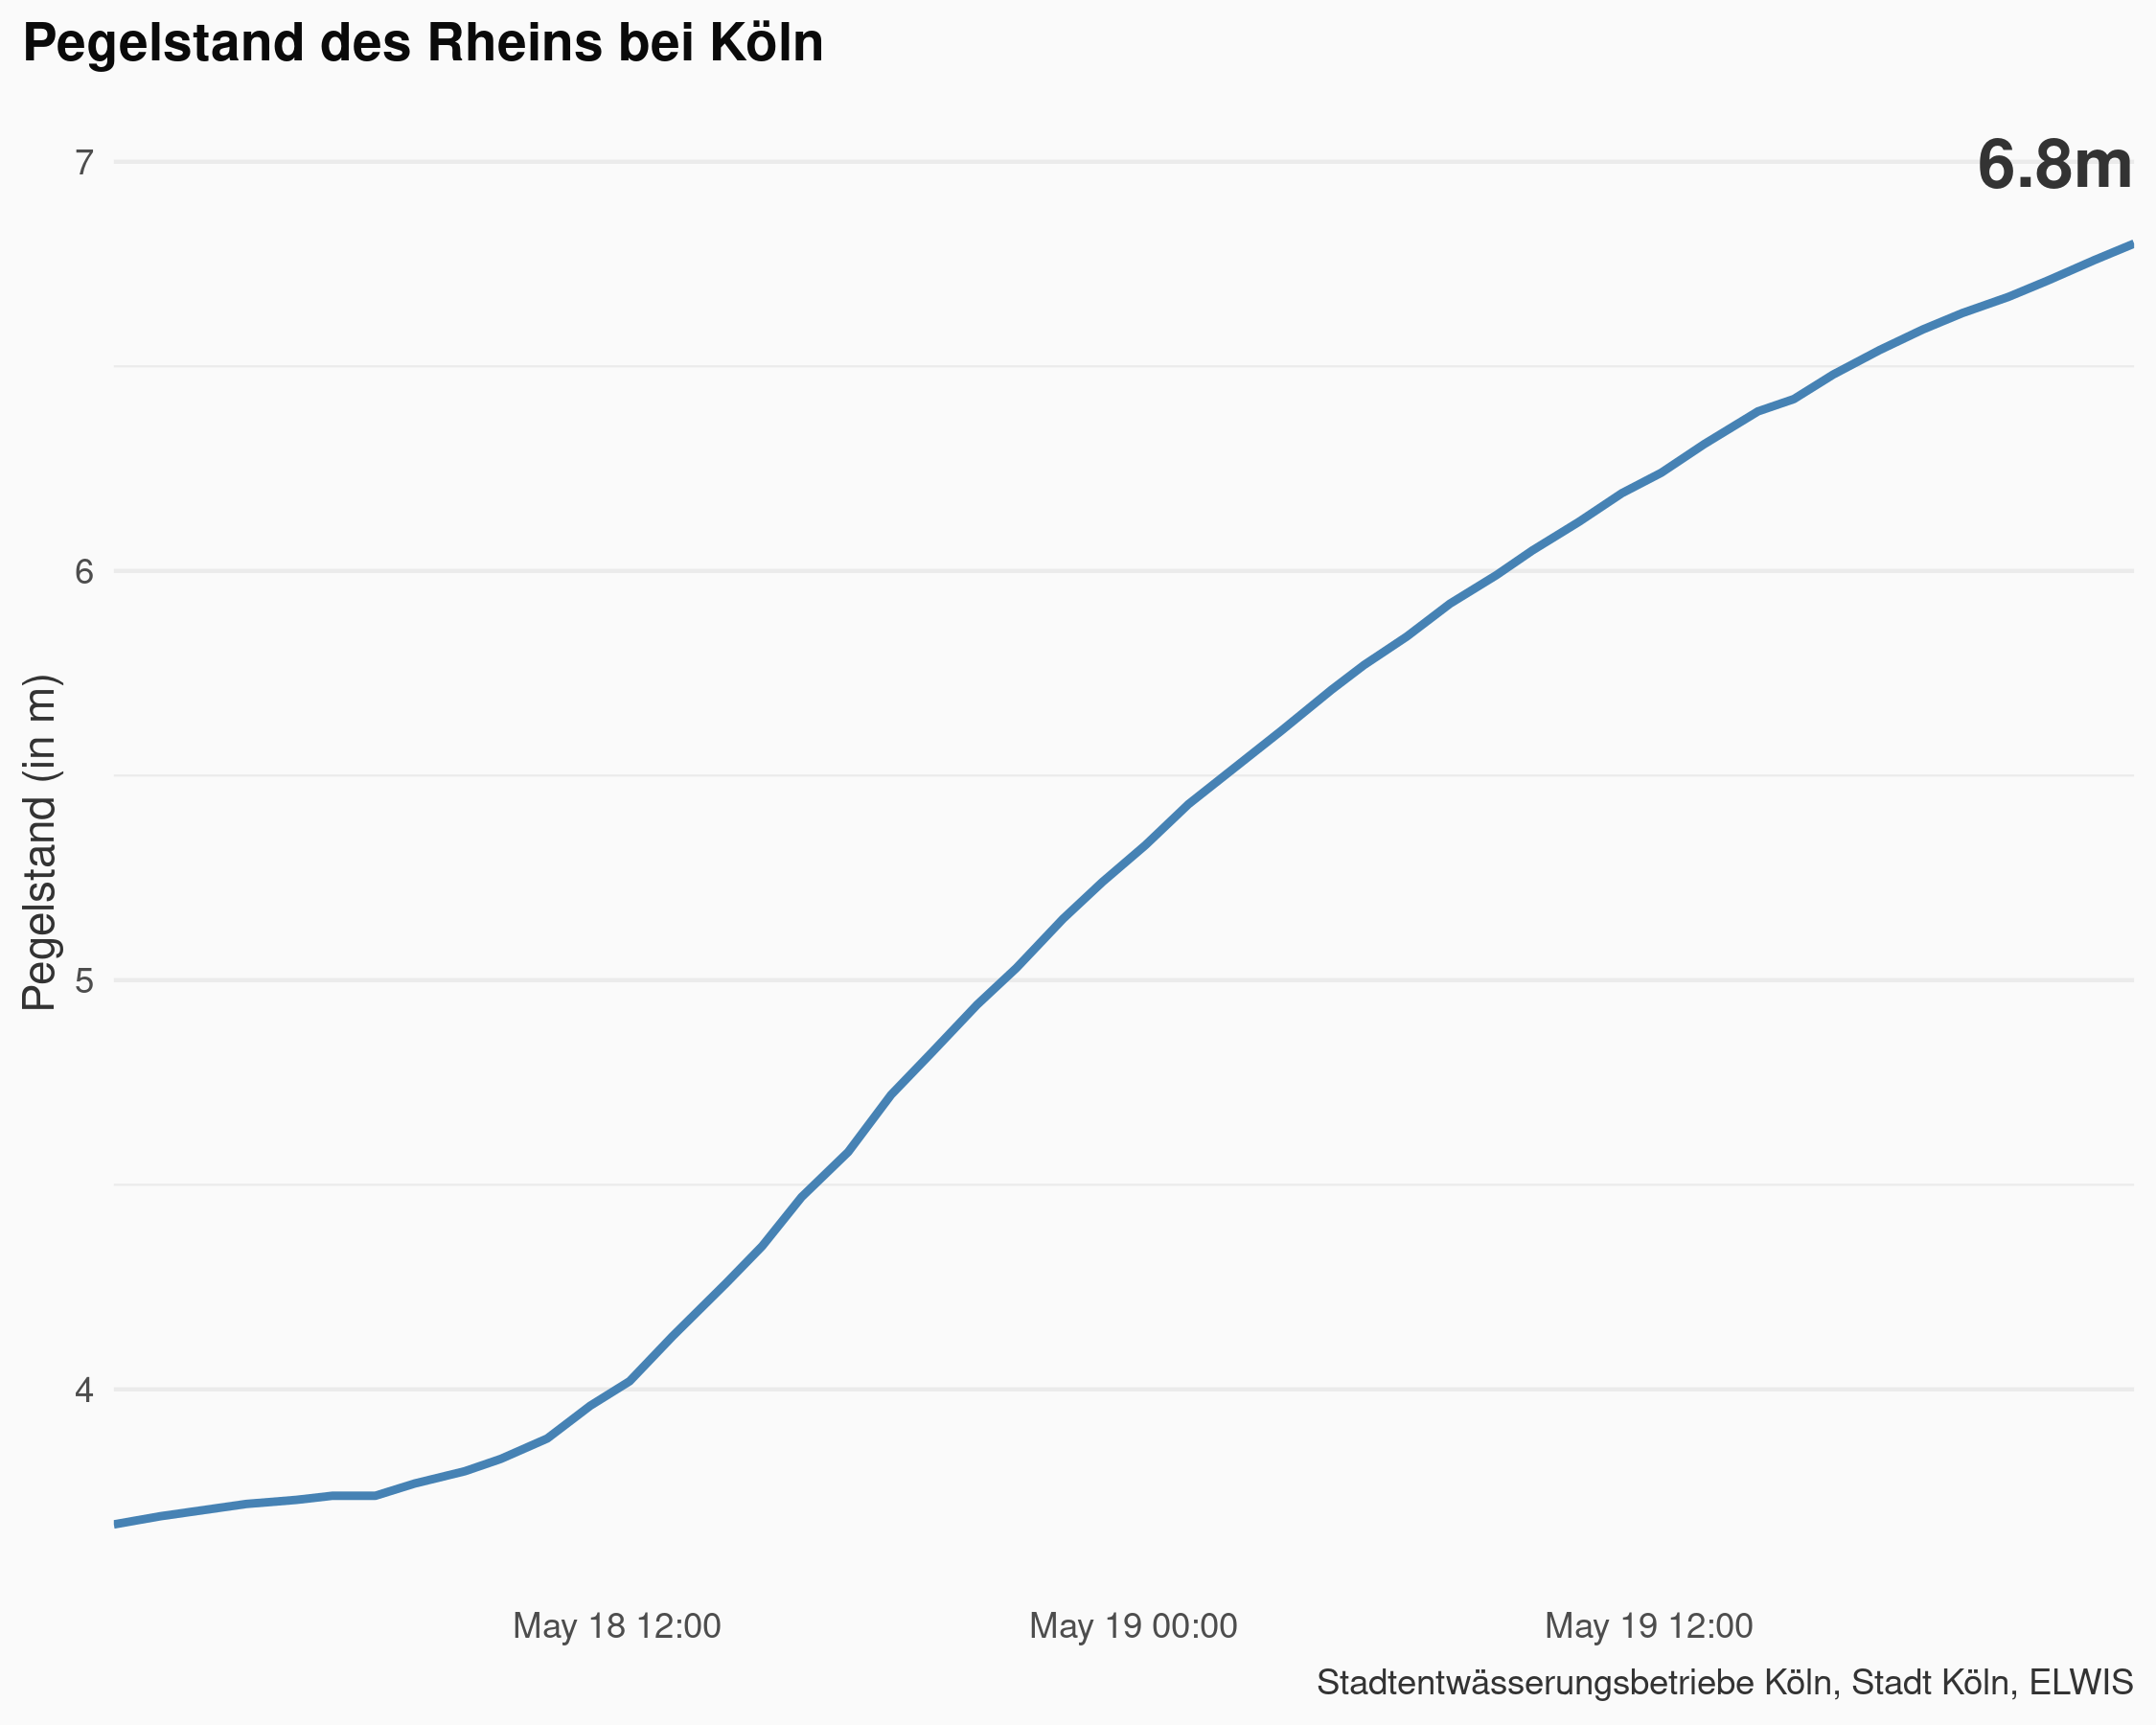 Pegelstand des Rheins bei Köln
6.8m
7
6
5
4
Pegelstand (in m)
May 18 12:00
May 19 00:00
May 19 12:00
Stadtentwässerungsbetriebe Köln, Stadt Köln, ELWIS